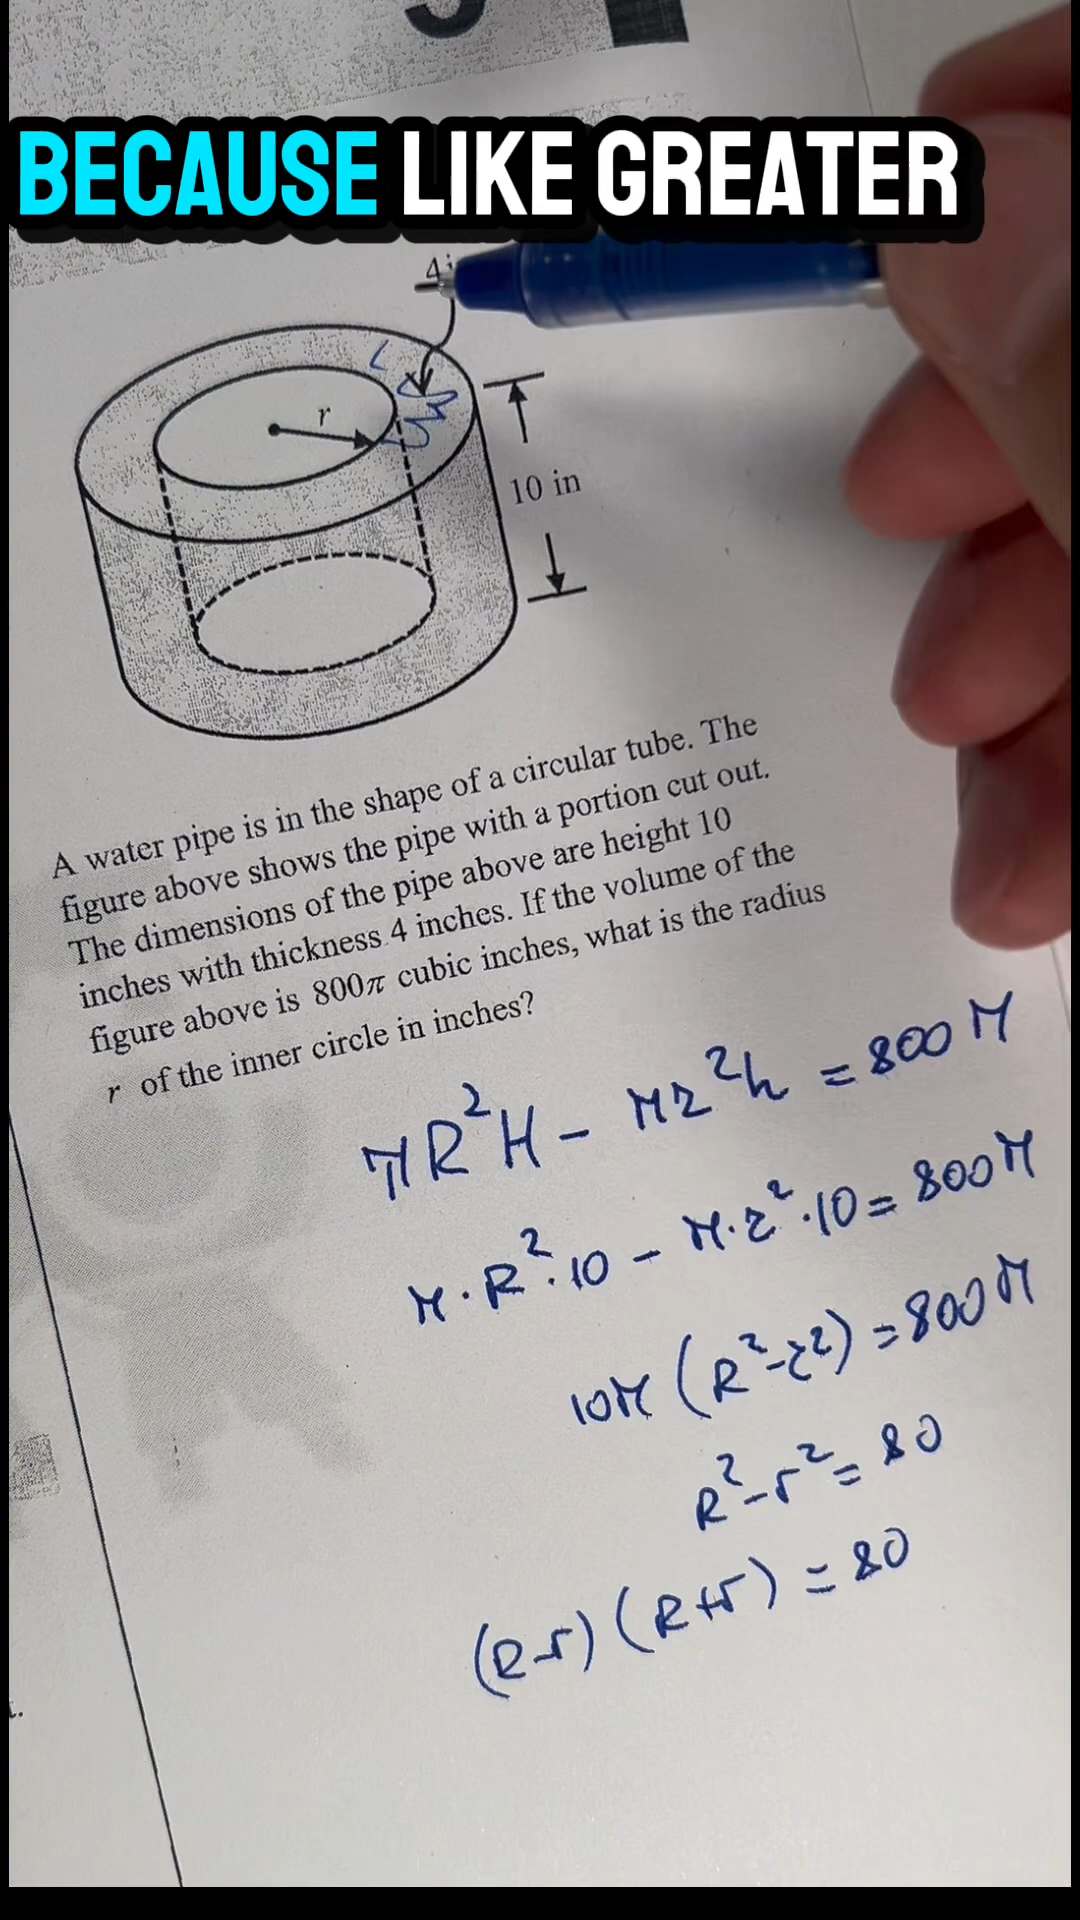 BECAUSE LIKE GREATER
4
r
10 in
A water pipe is in the shape of a circular tube. The
figure above shows the pipe with a portion cut out.
The dimensions of the pipe above are height 10
inches with thickness 4 inches. If the volume of the
figure above is 800π cubic inches, what is the radius
r of the inner circle in inches?
πR²H - πr²h = 800π
π·R²·10 - π·r²·10 = 800π
10π (R²-r²) = 800π
R²-r² = 80
(R-r) (R+r) = 80